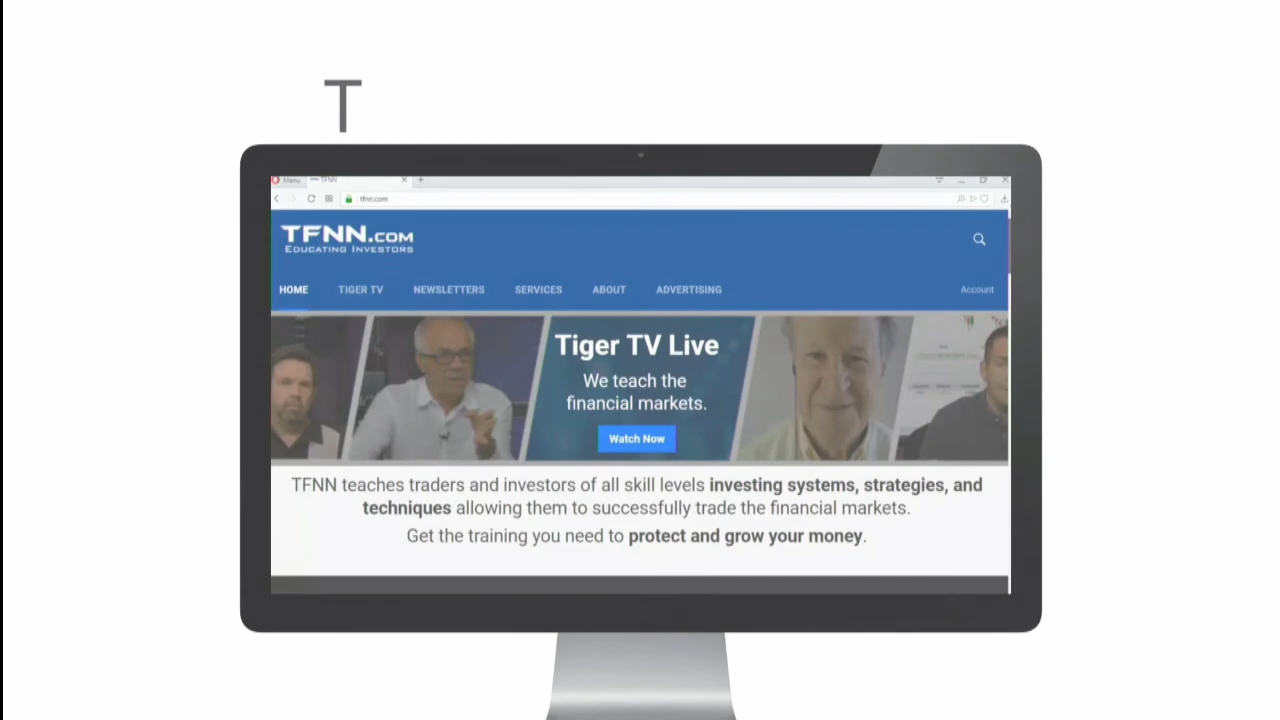 T
Menu TFNN
tfnn.com
TFNN.COM
EDUCATING INVESTORS
HOME TIGER TV NEWSLETTERS SERVICES ABOUT ADVERTISING Account
Tiger TV Live
We teach the
financial markets.
Watch Now
TFNN teaches traders and investors of all skill levels investing systems, strategies, and
techniques allowing them to successfully trade the financial markets.
Get the training you need to protect and grow your money.